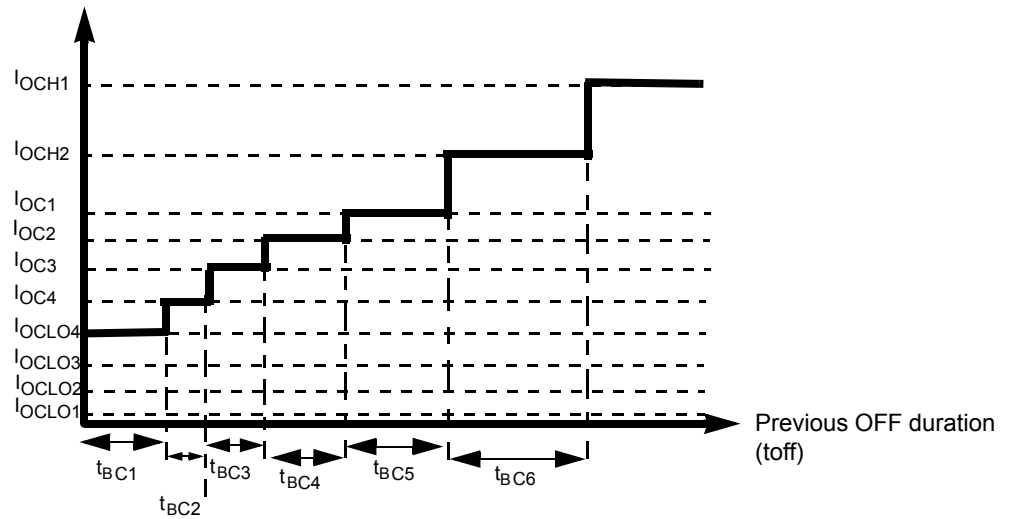 IOCH1
IOCH2
IOC1
IOC2
IOC3
IOC4
IOCLO4
IOCLO3
IOCLO2
IOCLO1
Previous OFF duration
(toff)
tBC1
tBC2
tBC3
tBC4
tBC5
tBC6